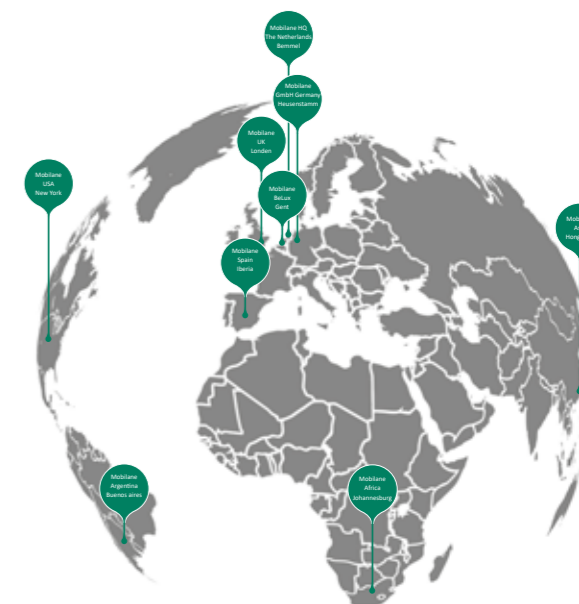 Mobilane HQ
The Netherlands
Bemmel
Mobilane
GmbH Germany
Heusenstamm
Mobilane
UK
Londen
Mobilane
USA
New York
Mobilane
BeLux
Gent
Mobilane
Spain
Iberia
Mobilane
Argentina
Buenos aires
Mobilane
Africa
Johannesburg